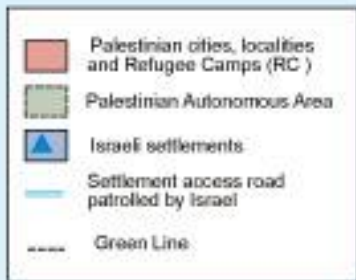 Palestinian cities, localities
and Refugee Camps (RC )
Palestinian Autonomous Area
Israeli settlements
Settlement access road
patrolled by Israel
Green Line